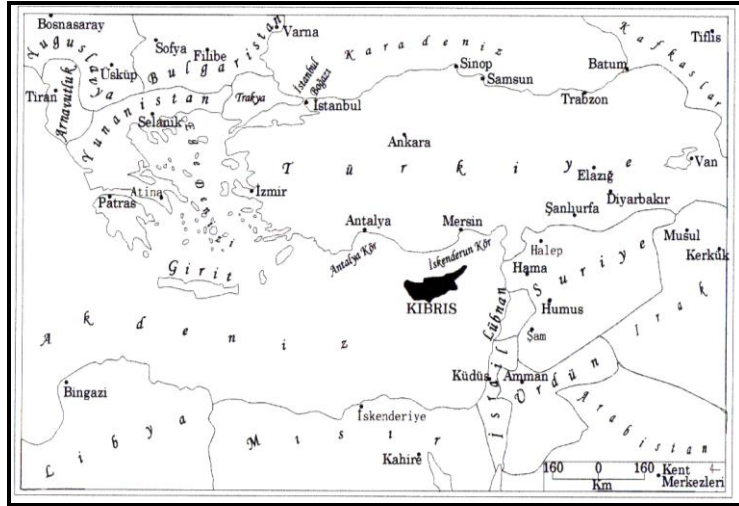 Bosnasaray
Varna
Tiflis
Yuguslavya
Sofya
Filibe
Bulgaristan
Karadeniz
Kafkaslar
Üsküp
İstanbul
Boğazı
Sinop
Batum
Samsun
Tiran
Arnavutluk
Yunanistan
Trakya
İstanbul
Trabzon
Selanik
Ege Denizi
Ankara
Türkiye
Van
Elazığ
Diyarbakır
Atina
İzmir
Patras
Şanlıurfa
Antalya
Mersin
Musul
Halep
Kerkük
Antalya Kör
İskenderun Kör
Girit
Hama
Suriye
KIBRIS
Lübnan
Humus
Irak
Akdeniz
Şam
Küdüs
Amman
Ürdün
Bingazi
İsrail
İskenderiye
Arabistan
Libya
Mısır
Kahire
160 0 160
Km
Kent
Merkezleri